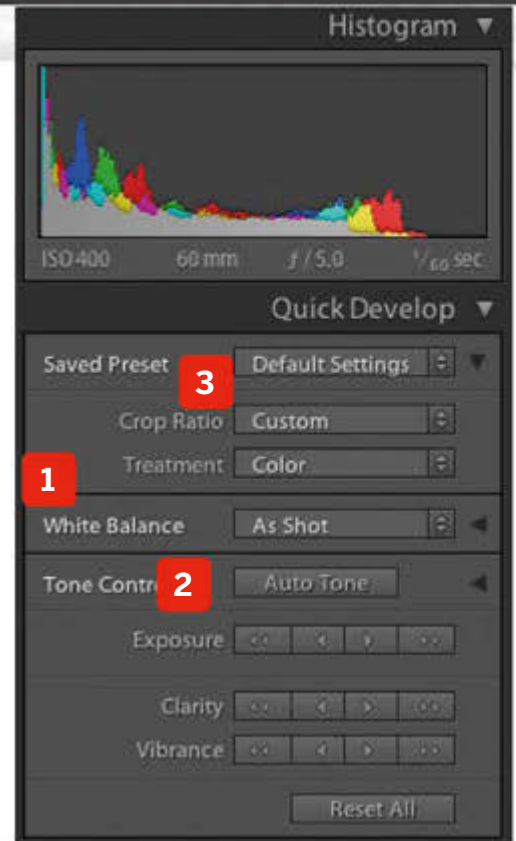 Histogram ▼
ISO 400 60 mm ƒ / 5.0 1/60 sec
Quick Develop ▼
Saved Preset Default Settings
3
Crop Ratio Custom
Treatment Color
1
White Balance As Shot
Tone Contr 2 Auto Tone
Exposure
Clarity
Vibrance
Reset All